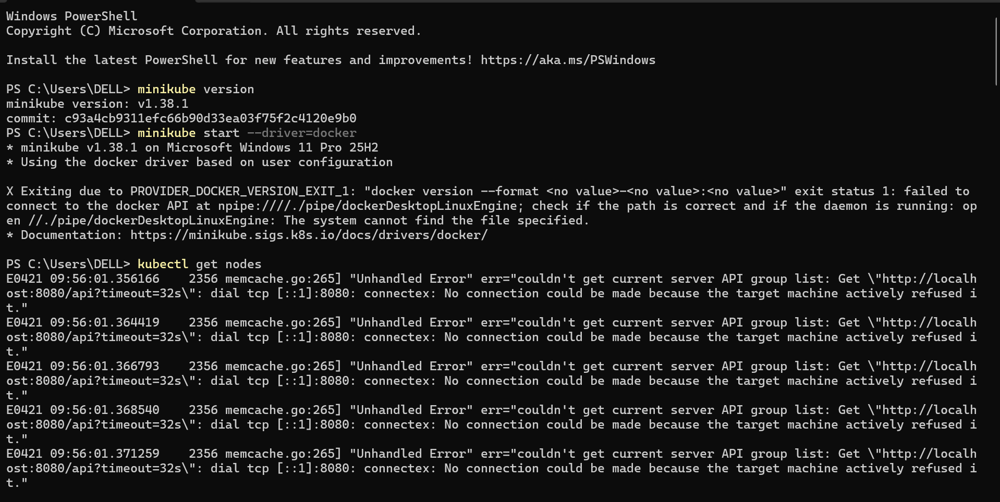 Windows PowerShell
Copyright (C) Microsoft Corporation. All rights reserved.
Install the latest PowerShell for new features and improvements! https://aka.ms/PSWindows
PS C:\Users\DELL> minikube version
minikube version: v1.38.1
commit: c93a4cb9311efc66b90d33ea03f75f2c4120e9b0
PS C:\Users\DELL> minikube start --driver=docker
* minikube v1.38.1 on Microsoft Windows 11 Pro 25H2
* Using the docker driver based on user configuration
X Exiting due to PROVIDER_DOCKER_VERSION_EXIT_1: "docker version --format <no value>-<no value>:<no value>" exit status 1: failed to
connect to the docker API at npipe:////./pipe/dockerDesktopLinuxEngine; check if the path is correct and if the daemon is running: op
en //./pipe/dockerDesktopLinuxEngine: The system cannot find the file specified.
* Documentation: https://minikube.sigs.k8s.io/docs/drivers/docker/
PS C:\Users\DELL> kubectl get nodes
E0421 09:56:01.356166    2356 memcache.go:265] "Unhandled Error" err="couldn't get current server API group list: Get \"http://localh
ost:8080/api?timeout=32s\": dial tcp [::1]:8080: connectex: No connection could be made because the target machine actively refused i
t."
E0421 09:56:01.364419    2356 memcache.go:265] "Unhandled Error" err="couldn't get current server API group list: Get \"http://localh
ost:8080/api?timeout=32s\": dial tcp [::1]:8080: connectex: No connection could be made because the target machine actively refused i
t."
E0421 09:56:01.366793    2356 memcache.go:265] "Unhandled Error" err="couldn't get current server API group list: Get \"http://localh
ost:8080/api?timeout=32s\": dial tcp [::1]:8080: connectex: No connection could be made because the target machine actively refused i
t."
E0421 09:56:01.368540    2356 memcache.go:265] "Unhandled Error" err="couldn't get current server API group list: Get \"http://localh
ost:8080/api?timeout=32s\": dial tcp [::1]:8080: connectex: No connection could be made because the target machine actively refused i
t."
E0421 09:56:01.371259    2356 memcache.go:265] "Unhandled Error" err="couldn't get current server API group list: Get \"http://localh
ost:8080/api?timeout=32s\": dial tcp [::1]:8080: connectex: No connection could be made because the target machine actively refused i
t."